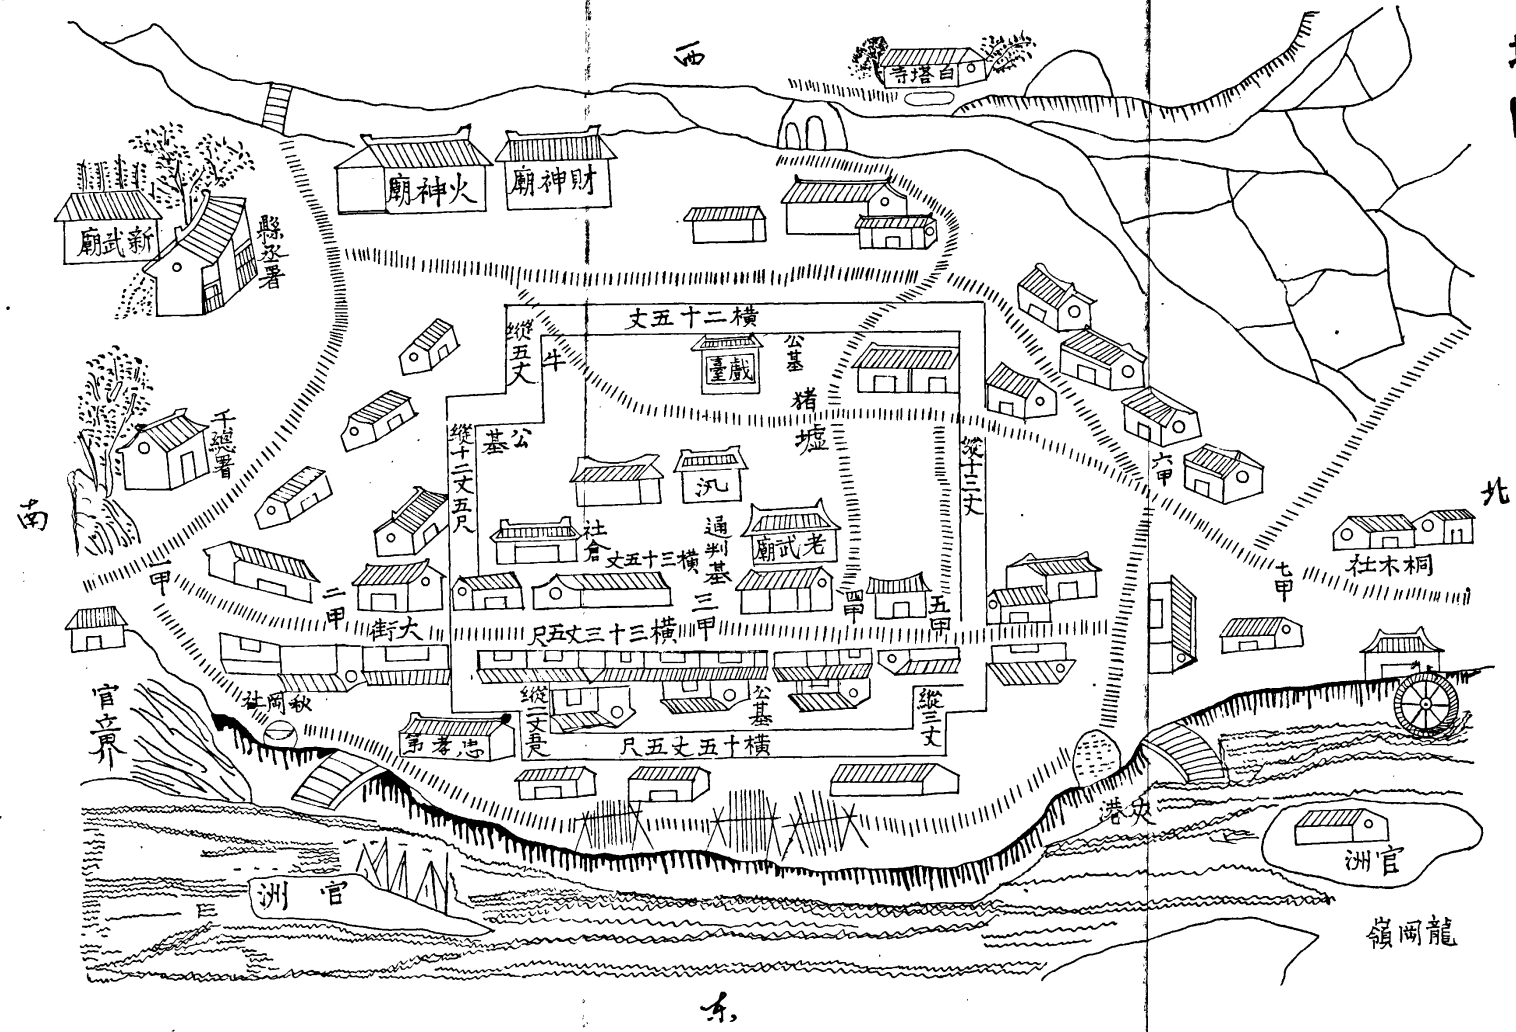 西
白塔寺
火神廟
財神廟
新武廟
縣丞署
橫二十五丈
縱五丈
牛
公基
戲臺
猪墟
千總署
公基
縱十二丈五尺
汛
縱十三丈
六甲
南
北
社倉
通判基
老武廟
橫三十五丈
桐木社
一甲
二甲
三甲
四甲
五甲
七甲
大街
橫三十三丈五尺
官立界
秋岡社
忠孝第
公基
縱三丈
橫十五丈五尺
港
官洲
官洲
龍岡嶺
东